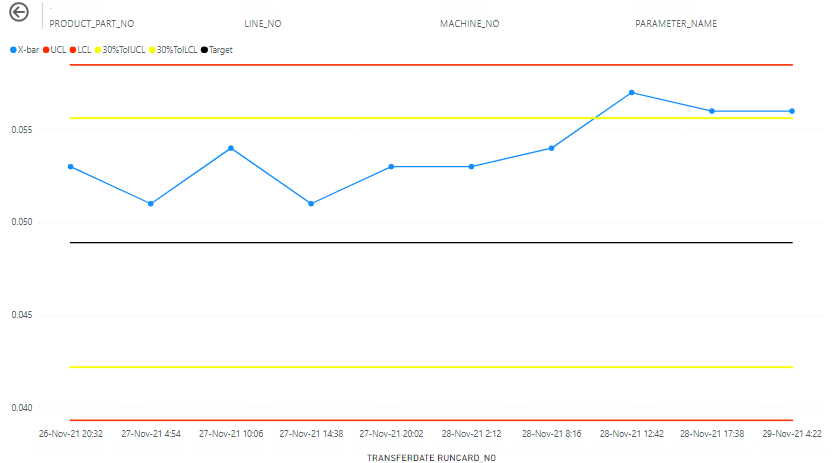 PRODUCT_PART_NO LINE_NO MACHINE_NO PARAMETER_NAME
X-bar UCL LCL 30%TolUCL 30%TolLCL Target
0.055
0.050
0.045
0.040
26-Nov-21 20:32 27-Nov-21 4:54 27-Nov-21 10:06 27-Nov-21 14:38 27-Nov-21 20:02 28-Nov-21 2:12 28-Nov-21 8:16 28-Nov-21 12:42 28-Nov-21 17:38 29-Nov-21 4:22
TRANSFERDATE RUNCARD_NO